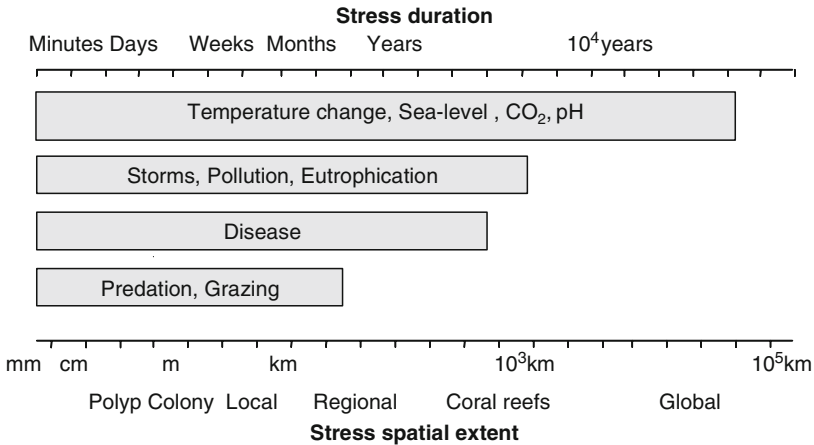 Stress duration
Minutes Days Weeks Months Years 10⁴years
Temperature change, Sea-level , CO₂, pH
Storms, Pollution, Eutrophication
Disease
Predation, Grazing
mm cm m km 10³km 10⁵km
Polyp Colony Local Regional Coral reefs Global
Stress spatial extent